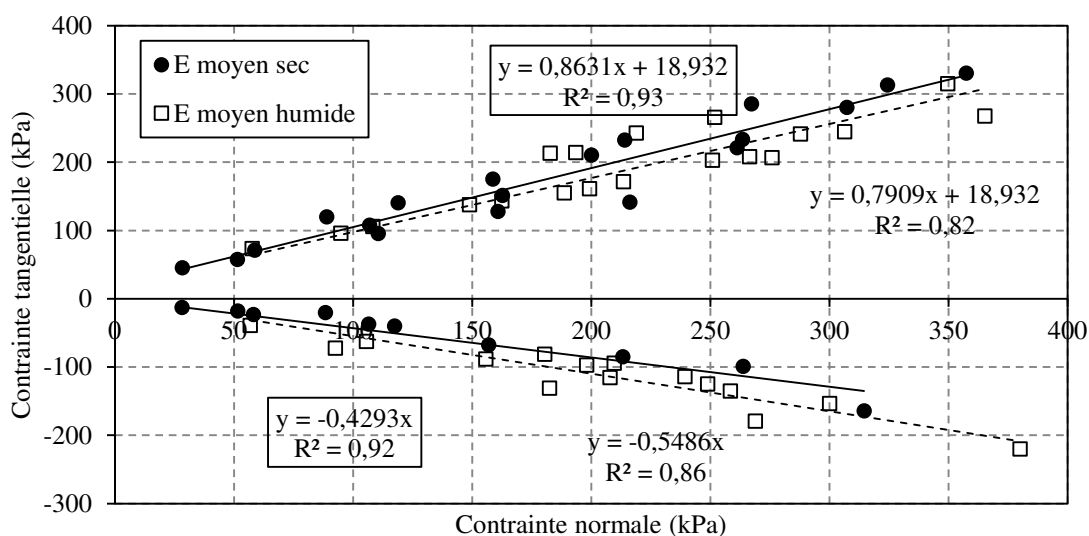 400
300
200
100
0
-100
-200
-300
0
50
100
150
200
250
300
350
400
Contrainte tangentielle (kPa)
Contrainte normale (kPa)
E moyen sec
E moyen humide
y = 0,8631x + 18,932
R² = 0,93
y = 0,7909x + 18,932
R² = 0,82
y = -0,4293x
R² = 0,92
y = -0,5486x
R² = 0,86